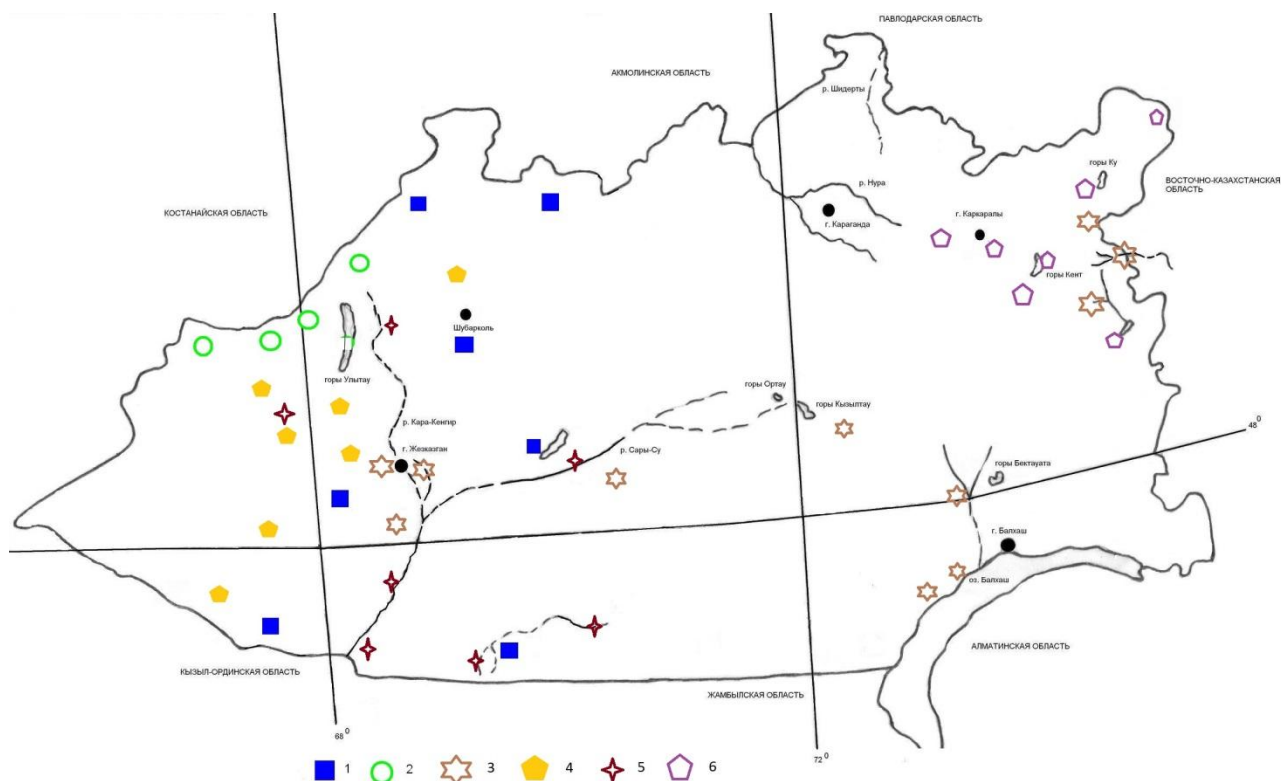 ПАВЛОДАРСКАЯ ОБЛАСТЬ
АКМОЛИНСКАЯ ОБЛАСТЬ
р. Шидерты
горы Ку
ВОСТОЧНО-КАЗАХСТАНСКАЯ
ОБЛАСТЬ
р. Нура
КОСТАНАЙСКАЯ ОБЛАСТЬ
г. Караганда
г. Каркаралы
горы Кент
Шубарколь
горы Улытау
горы Ортау
горы Кызылтау
р. Кара-Кенгир
48⁰
г. Жезказган
р. Сары-Су
горы Бектауата
г. Балхаш
оз. Балхаш
АЛМАТИНСКАЯ ОБЛАСТЬ
КЫЗЫЛ-ОРДИНСКАЯ ОБЛАСТЬ
ЖАМБЫЛСКАЯ ОБЛАСТЬ
68⁰
72⁰
1 2 3 4 5 6